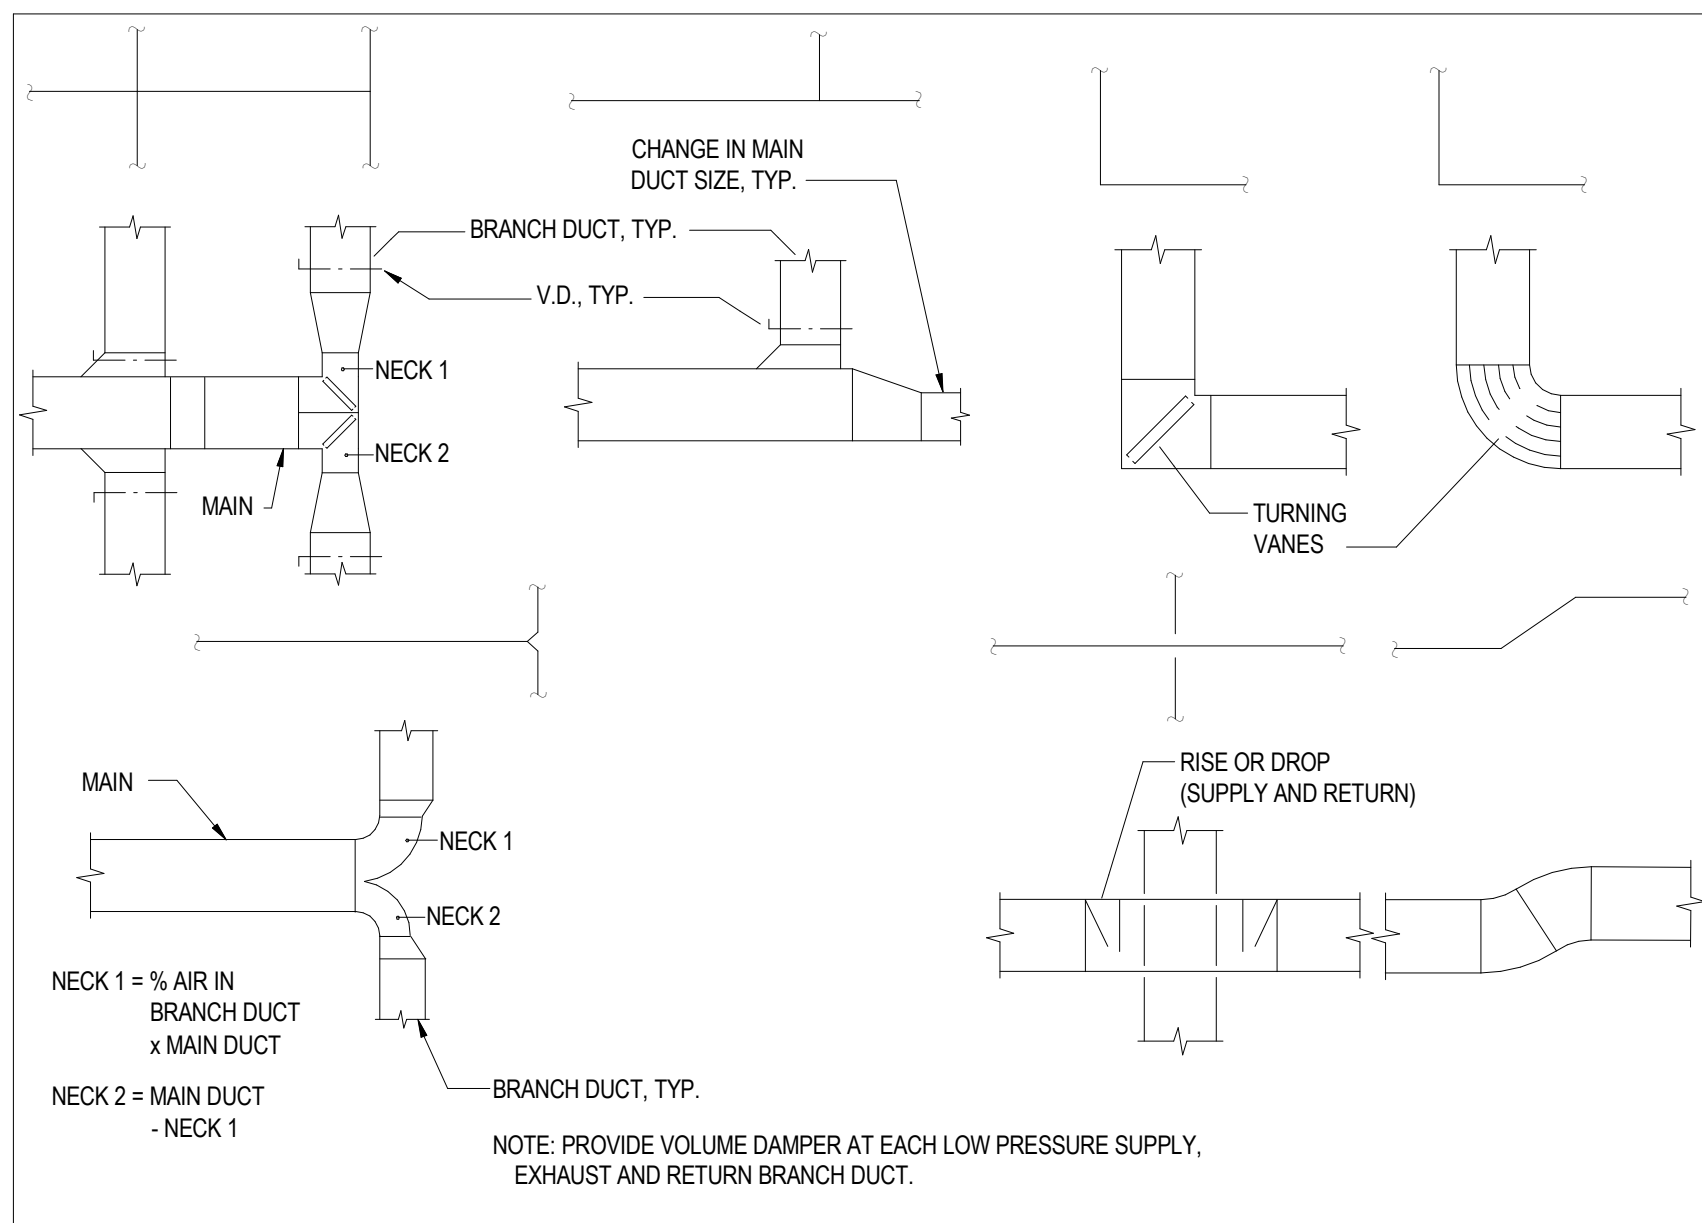 CHANGE IN MAIN
DUCT SIZE, TYP.
BRANCH DUCT, TYP.
V.D., TYP.
NECK 1
NECK 2
MAIN
TURNING
VANES
MAIN
NECK 1
NECK 2
RISE OR DROP
(SUPPLY AND RETURN)
NECK 1 = % AIR IN
BRANCH DUCT
x MAIN DUCT
NECK 2 = MAIN DUCT
- NECK 1
BRANCH DUCT, TYP.
NOTE: PROVIDE VOLUME DAMPER AT EACH LOW PRESSURE SUPPLY,
EXHAUST AND RETURN BRANCH DUCT.